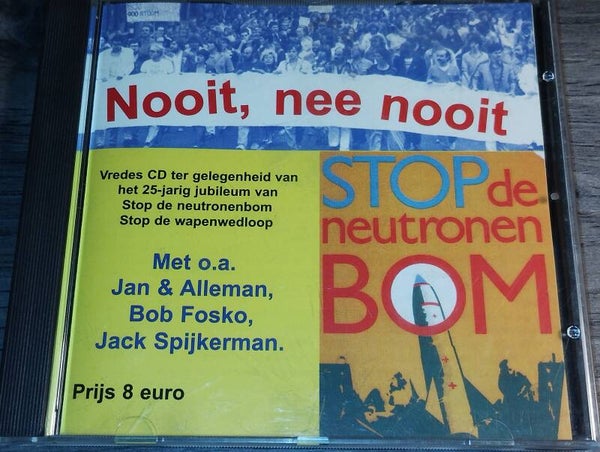 Nooit, nee nooit
Vredes CD ter gelegenheid van
het 25-jarig jubileum van
Stop de neutronenbom
Stop de wapenwedloop
Met o.a.
Jan & Alleman,
Bob Fosko,
Jack Spijkerman.
Prijs 8 euro
STOP de
neutronen
BOM